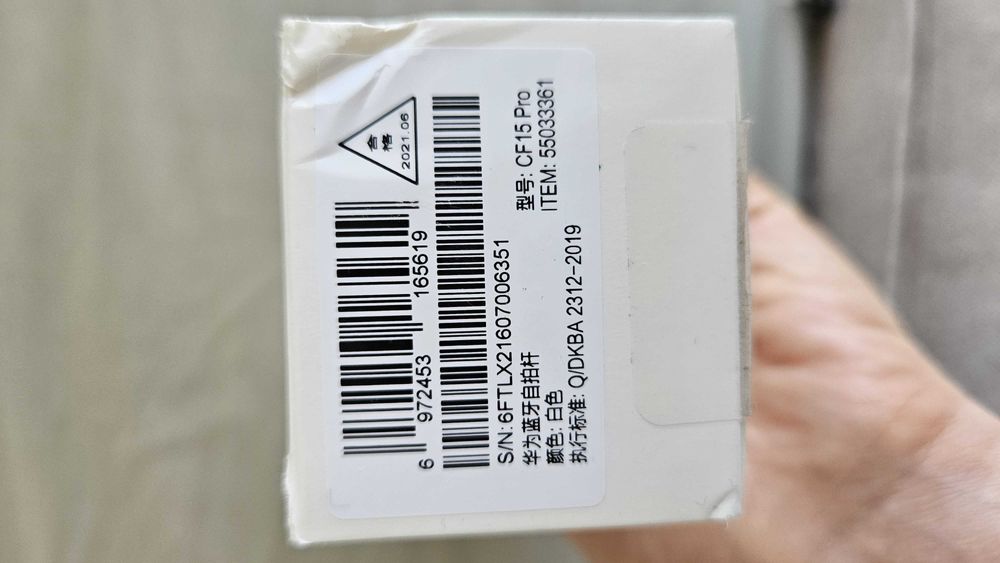 6 972453 165619
合格
2021.06
S/N: 6FTLX21607006351
华为蓝牙自拍杆
型号: CF15 Pro
颜色: 白色
ITEM: 55033361
执行标准: Q/DKBA 2312-2019